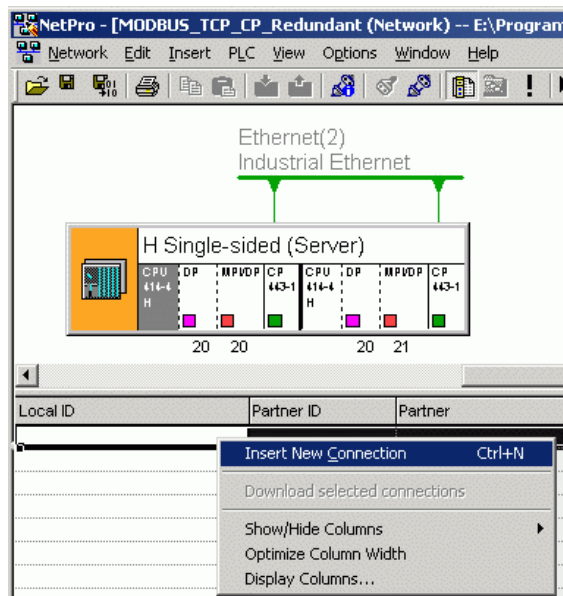 NetPro - [MODBUS_TCP_CP_Redundant (Network) -- E:\Program
Network Edit Insert PLC View Options Window Help
Ethernet(2)
Industrial Ethernet
H Single-sided (Server)
CPU DP MPI/DP CP CPU DP MPI/DP CP
414-4 443-1 414-4 443-1
H H
20 20 20 21
Local ID Partner ID Partner
Insert New Connection Ctrl+N
Download selected connections
Show/Hide Columns
Optimize Column Width
Display Columns...